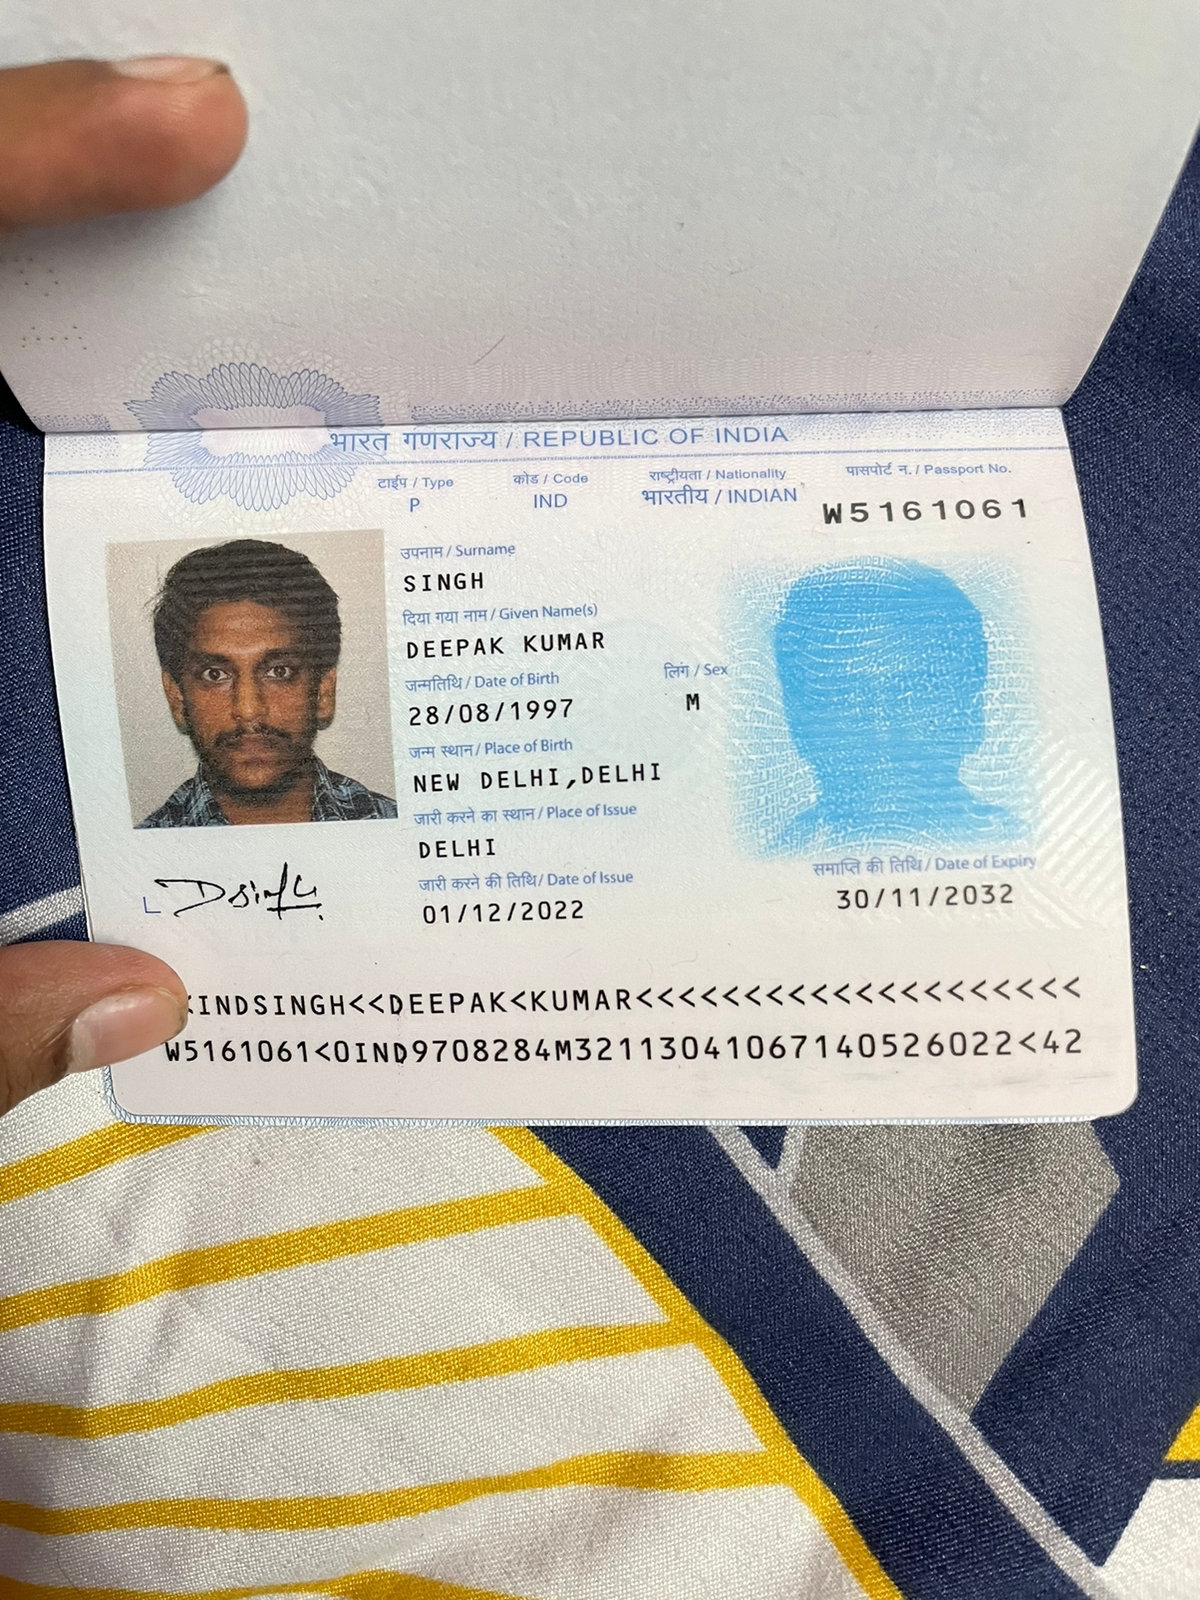 भारत गणराज्य / REPUBLIC OF INDIA
टाईप / Type कोड / Code राष्ट्रीयता / Nationality पासपोर्ट न. / Passport No.
P IND भारतीय / INDIAN W5161061
उपनाम / Surname
SINGH
दिया गया नाम / Given Name(s)
DEEPAK KUMAR
जन्मतिथि / Date of Birth लिंग / Sex
28/08/1997 M
जन्म स्थान / Place of Birth
NEW DELHI,DELHI
जारी करने का स्थान / Place of Issue
DELHI
जारी करने की तिथि / Date of Issue समाप्ति की तिथि / Date of Expiry
01/12/2022 30/11/2032
<INDSINGH<<DEEPAK<KUMAR<<<<<<<<<<<<<<<<<<<<<
W5161061<0IND9708284M3211304106714052​6022<42